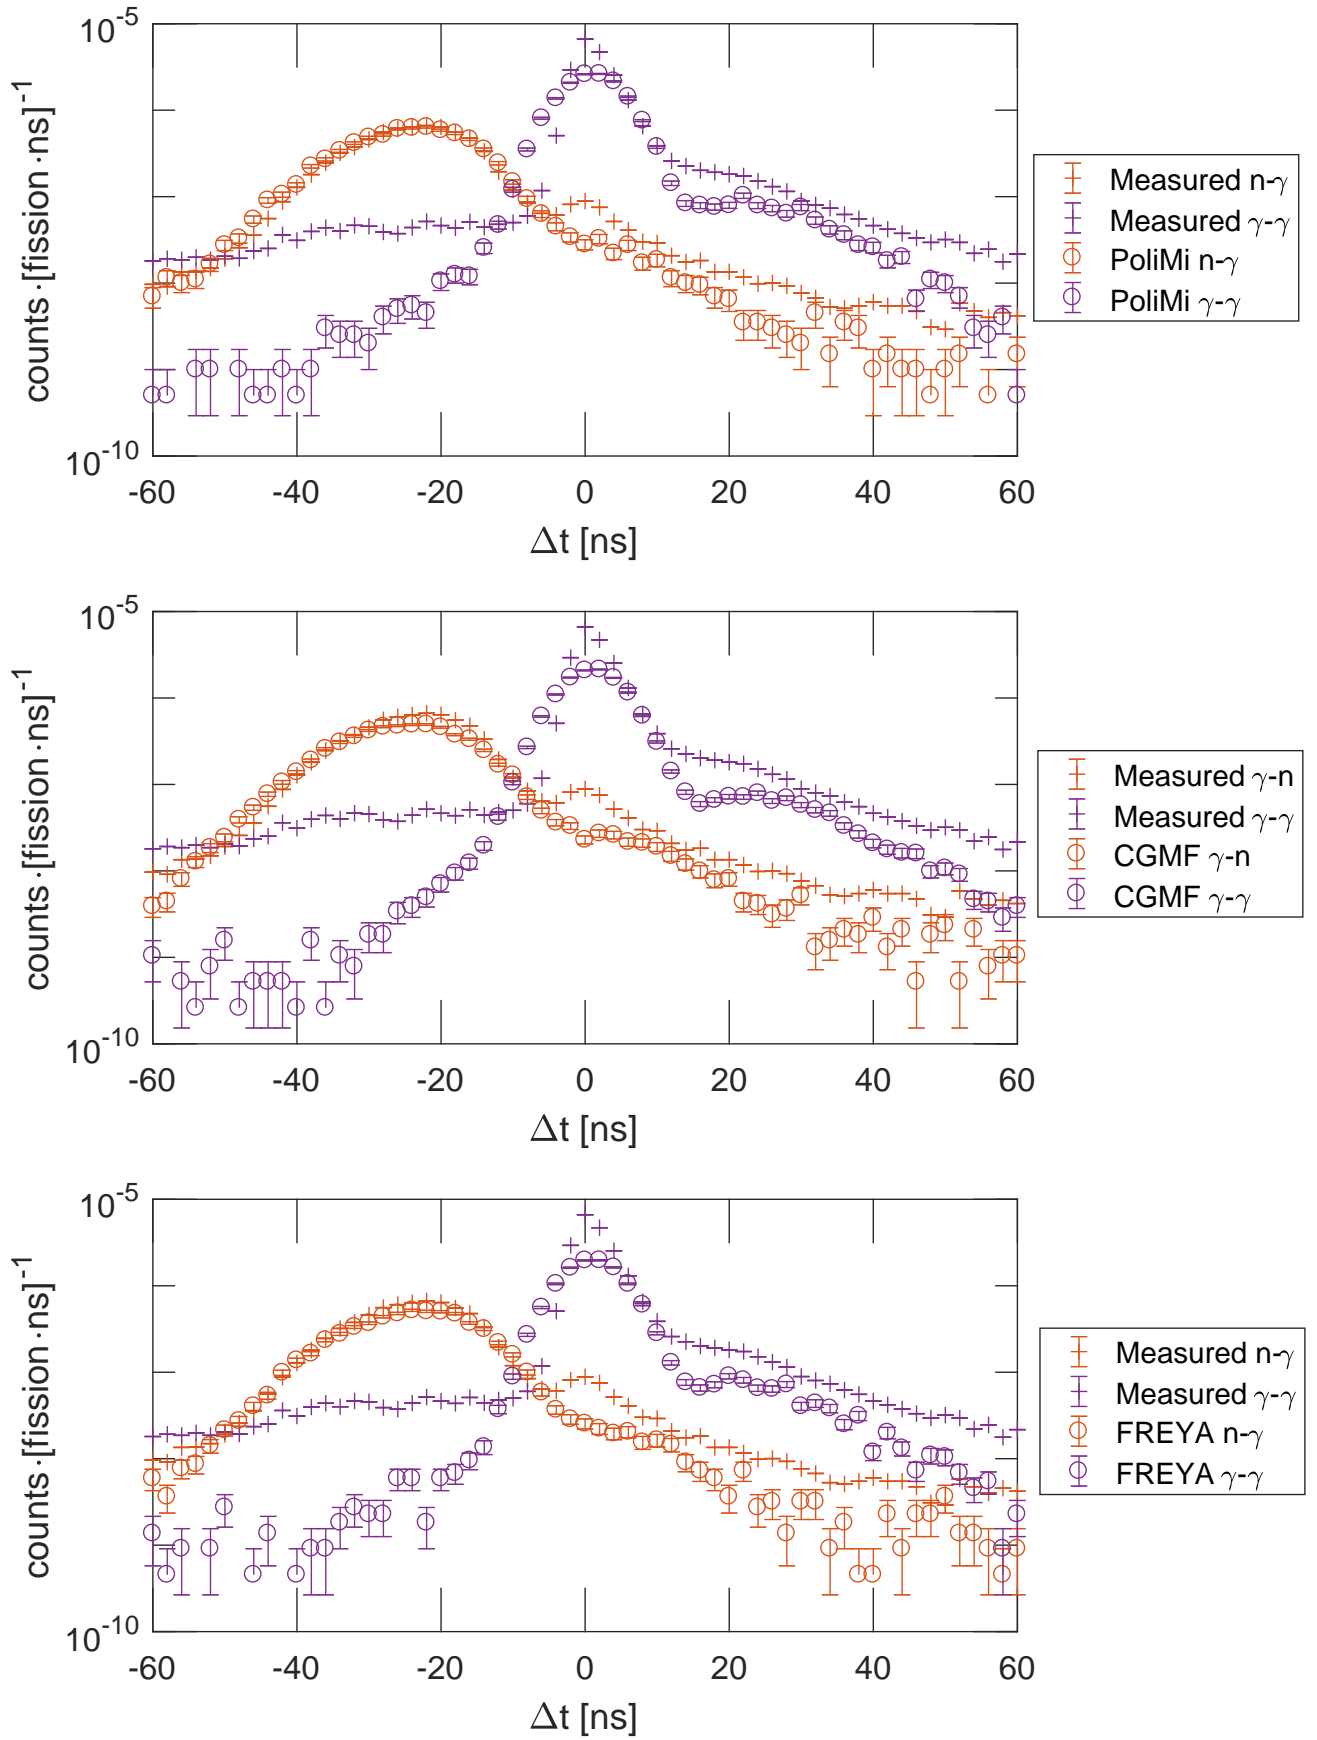 10^-5
10^-10
counts·[fission·ns]^-1
-60 -40 -20 0 20 40 60
Δt [ns]
Measured n-γ
Measured γ-γ
PoliMi n-γ
PoliMi γ-γ
10^-5
10^-10
counts·[fission·ns]^-1
-60 -40 -20 0 20 40 60
Δt [ns]
Measured γ-n
Measured γ-γ
CGMF γ-n
CGMF γ-γ
10^-5
10^-10
counts·[fission·ns]^-1
-60 -40 -20 0 20 40 60
Δt [ns]
Measured n-γ
Measured γ-γ
FREYA n-γ
FREYA γ-γ